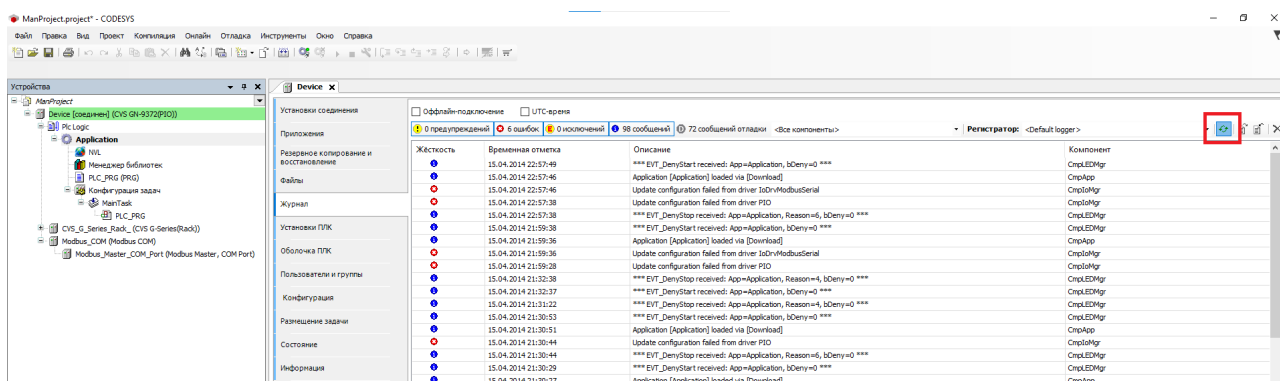 ManProject.project* - CODESYS
Файл Правка Вид Проект Компиляция Онлайн Отладка Инструменты Окно Справка
Устройства
Device
ManProject
Device [соединен] (CVS GN-9372(PIO))
Plc Logic
Application
NVL
Менеджер библиотек
PLC_PRG (PRG)
Конфигурация задач
MainTask
PLC_PRG
CVS_G_Series_Rack_ (CVS G-Series(Rack))
Modbus_COM (Modbus COM)
Modbus_Master_COM_Port (Modbus Master, COM Port)
Установки соединения
Приложения
Резервное копирование и
восстановление
Файлы
Журнал
Установки ПЛК
Оболочка ПЛК
Пользователи и группы
Конфигурация
Размещение задачи
Состояние
Информация
Оффлайн-подключение UTC-время
0 предупреждений 6 ошибок 0 исключений 98 сообщений 72 сообщений отладки <Все компоненты> Регистратор: <Default logger>
Жёсткость Временная отметка Описание Компонент
15.04.2014 22:57:49 *** EVT_DenyStart received: App=Application, bDeny=0 *** CmpLEDMgr
15.04.2014 22:57:46 Application [Application] loaded via [Download] CmpApp
15.04.2014 22:57:46 Update configuration failed from driver IoDrvModbusSerial CmpIoMgr
15.04.2014 22:57:38 Update configuration failed from driver PIO CmpIoMgr
15.04.2014 22:57:38 *** EVT_DenyStop received: App=Application, Reason=6, bDeny=0 *** CmpLEDMgr
15.04.2014 21:59:38 *** EVT_DenyStart received: App=Application, bDeny=0 *** CmpLEDMgr
15.04.2014 21:59:36 Application [Application] loaded via [Download] CmpApp
15.04.2014 21:59:36 Update configuration failed from driver IoDrvModbusSerial CmpIoMgr
15.04.2014 21:59:28 Update configuration failed from driver PIO CmpIoMgr
15.04.2014 21:32:38 *** EVT_DenyStop received: App=Application, Reason=4, bDeny=0 *** CmpLEDMgr
15.04.2014 21:32:37 *** EVT_DenyStart received: App=Application, bDeny=0 *** CmpLEDMgr
15.04.2014 21:31:22 *** EVT_DenyStop received: App=Application, Reason=4, bDeny=0 *** CmpLEDMgr
15.04.2014 21:30:53 *** EVT_DenyStart received: App=Application, bDeny=0 *** CmpLEDMgr
15.04.2014 21:30:51 Application [Application] loaded via [Download] CmpApp
15.04.2014 21:30:44 Update configuration failed from driver PIO CmpIoMgr
15.04.2014 21:30:44 *** EVT_DenyStop received: App=Application, Reason=6, bDeny=0 *** CmpLEDMgr
15.04.2014 21:30:29 *** EVT_DenyStart received: App=Application, bDeny=0 *** CmpLEDMgr
15.04.2014 21:30:27 Application [Application] loaded via [Download] CmpApp